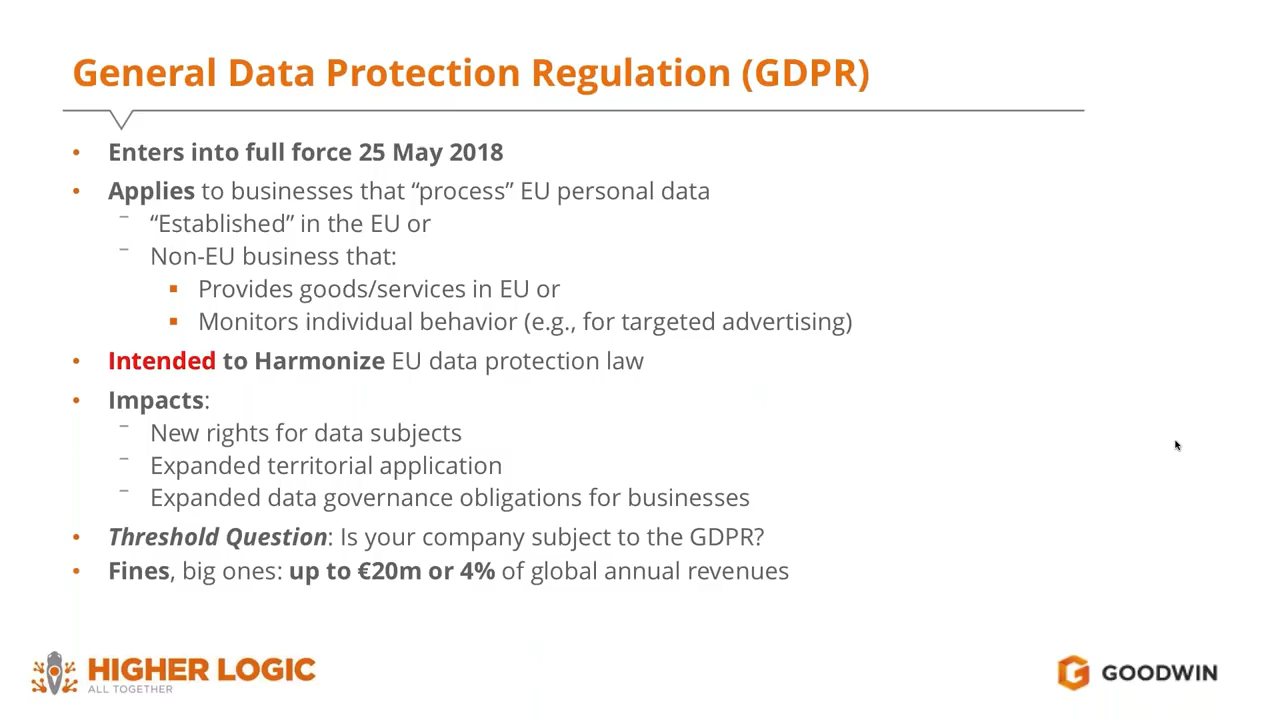 General Data Protection Regulation (GDPR)
• Enters into full force 25 May 2018
• Applies to businesses that “process” EU personal data
– “Established” in the EU or
– Non-EU business that:
▪ Provides goods/services in EU or
▪ Monitors individual behavior (e.g., for targeted advertising)
• Intended to Harmonize EU data protection law
• Impacts:
– New rights for data subjects
– Expanded territorial application
– Expanded data governance obligations for businesses
• Threshold Question: Is your company subject to the GDPR?
• Fines, big ones: up to €20m or 4% of global annual revenues
HIGHER LOGIC
ALL TOGETHER
GOODWIN